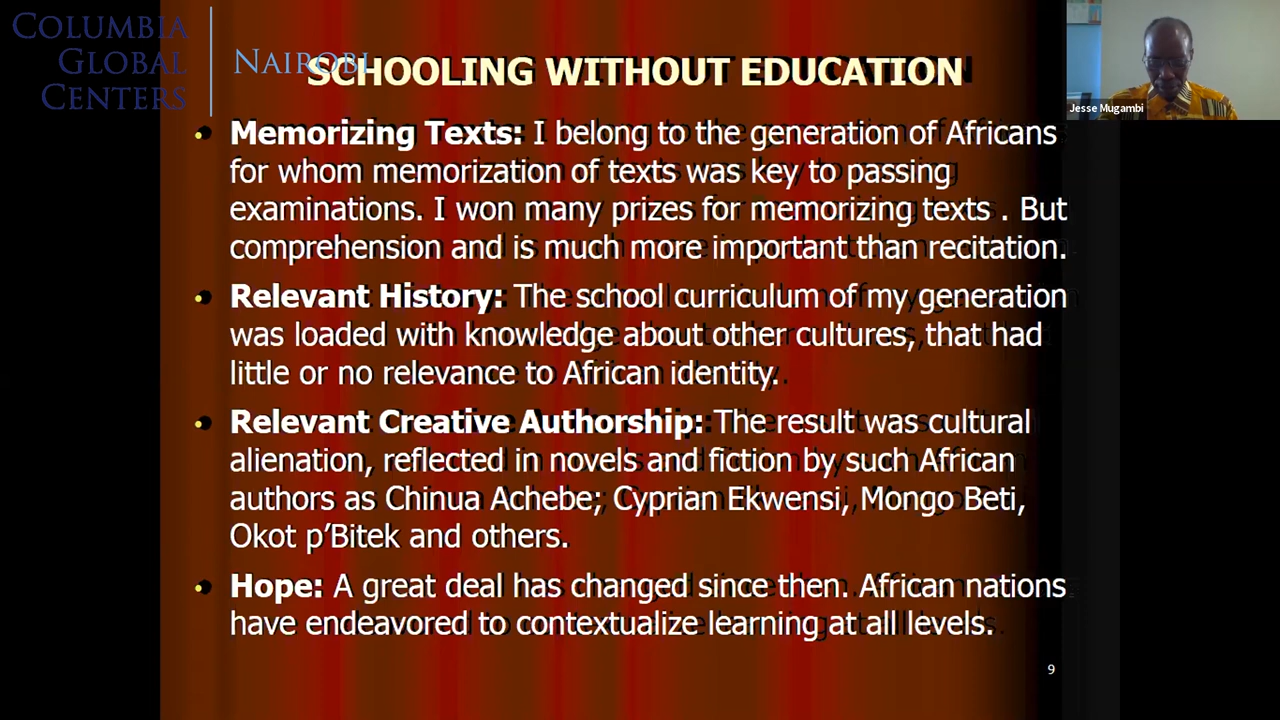 COLUMBIA
GLOBAL
CENTERS
NAIROBI
SCHOOLING WITHOUT EDUCATION
Jesse Mugambi
• Memorizing Texts: I belong to the generation of Africans
for whom memorization of texts was key to passing
examinations. I won many prizes for memorizing texts . But
comprehension and is much more important than recitation.
• Relevant History: The school curriculum of my generation
was loaded with knowledge about other cultures, that had
little or no relevance to African identity.
• Relevant Creative Authorship: The result was cultural
alienation, reflected in novels and fiction by such African
authors as Chinua Achebe; Cyprian Ekwensi, Mongo Beti,
Okot p’Bitek and others.
• Hope: A great deal has changed since then. African nations
have endeavored to contextualize learning at all levels.
9